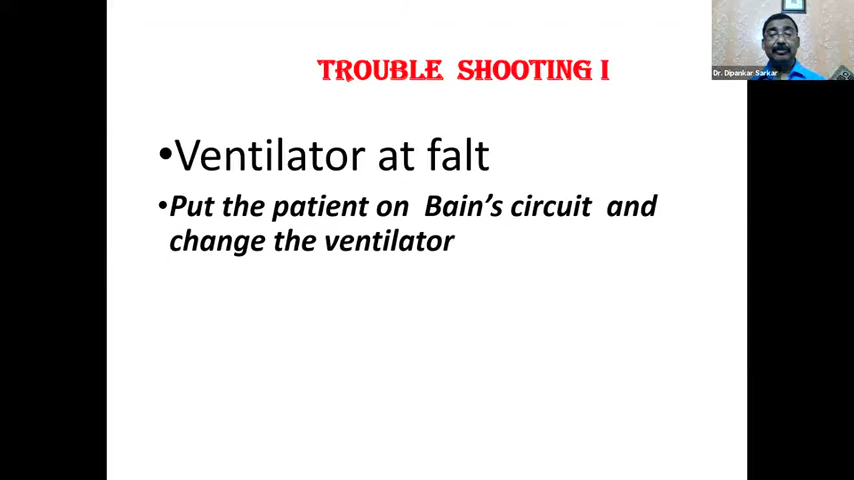 TROUBLE SHOOTING I
Dr. Dipankar Sarkar
•Ventilator at falt
•Put the patient on Bain's circuit and
change the ventilator